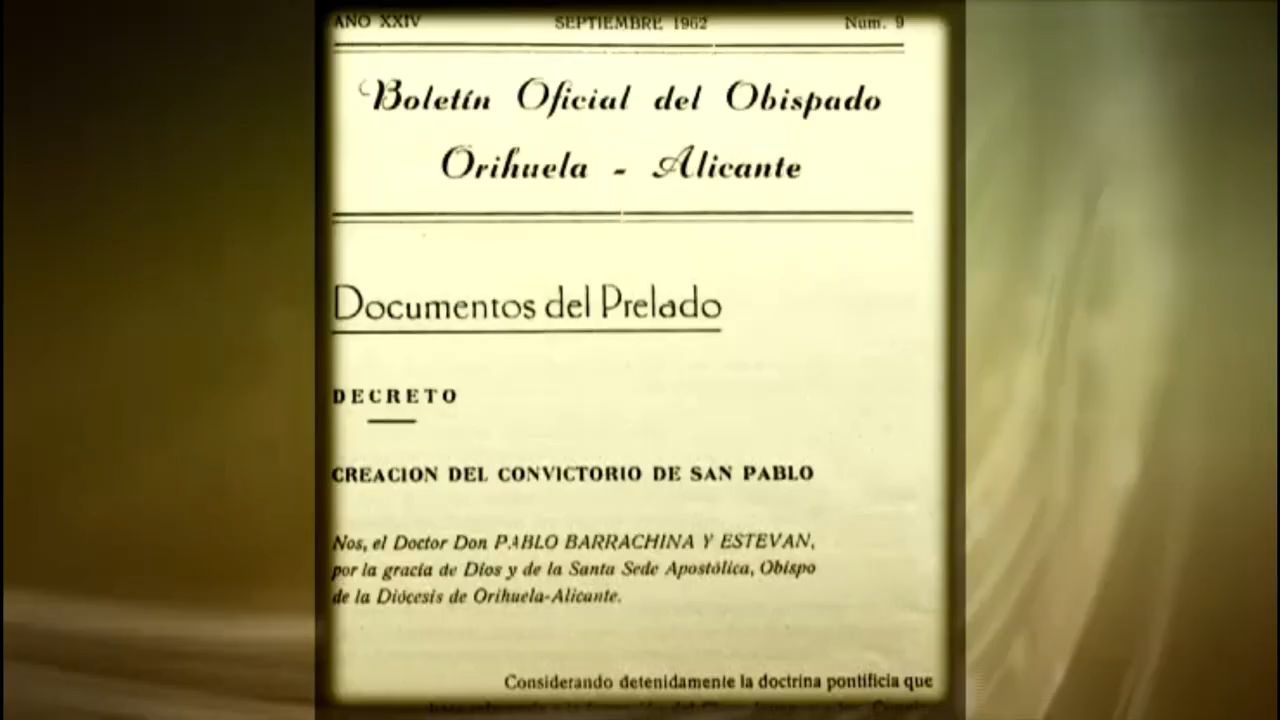 AÑO XXIV SEPTIEMBRE 1962 Num. 9
Boletín Oficial del Obispado
Orihuela - Alicante
Documentos del Prelado
DECRETO
CREACION DEL CONVICTORIO DE SAN PABLO
Nos, el Doctor Don PABLO BARRACHINA Y ESTEVAN,
por la gracia de Dios y de la Santa Sede Apostólica, Obispo
de la Diócesis de Orihuela-Alicante.
Considerando detenidamente la doctrina pontificia que